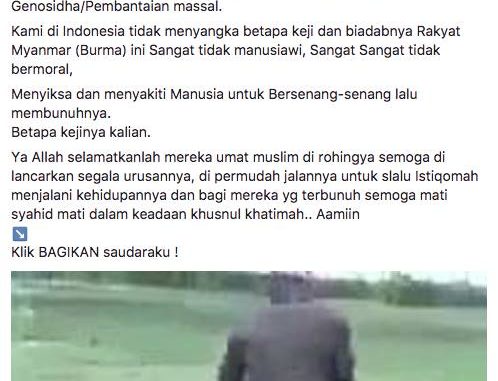 Genosidha/Pembantaian massal.
Kami di Indonesia tidak menyangka betapa keji dan biadabnya Rakyat
Myanmar (Burma) ini Sangat tidak manusiawi, Sangat Sangat tidak
bermoral,
Menyiksa dan menyakiti Manusia untuk Bersenang-senang lalu
membunuhnya.
Betapa kejinya kalian.
Ya Allah selamatkanlah mereka umat muslim di rohingya semoga di
lancarkan segala urusannya, di permudah jalannya untuk slalu Istiqomah
menjalani kehidupannya dan bagi mereka yg terbunuh semoga mati
syahid mati dalam keadaan khusnul khatimah.. Aamiin
↘
Klik BAGIKAN saudaraku !